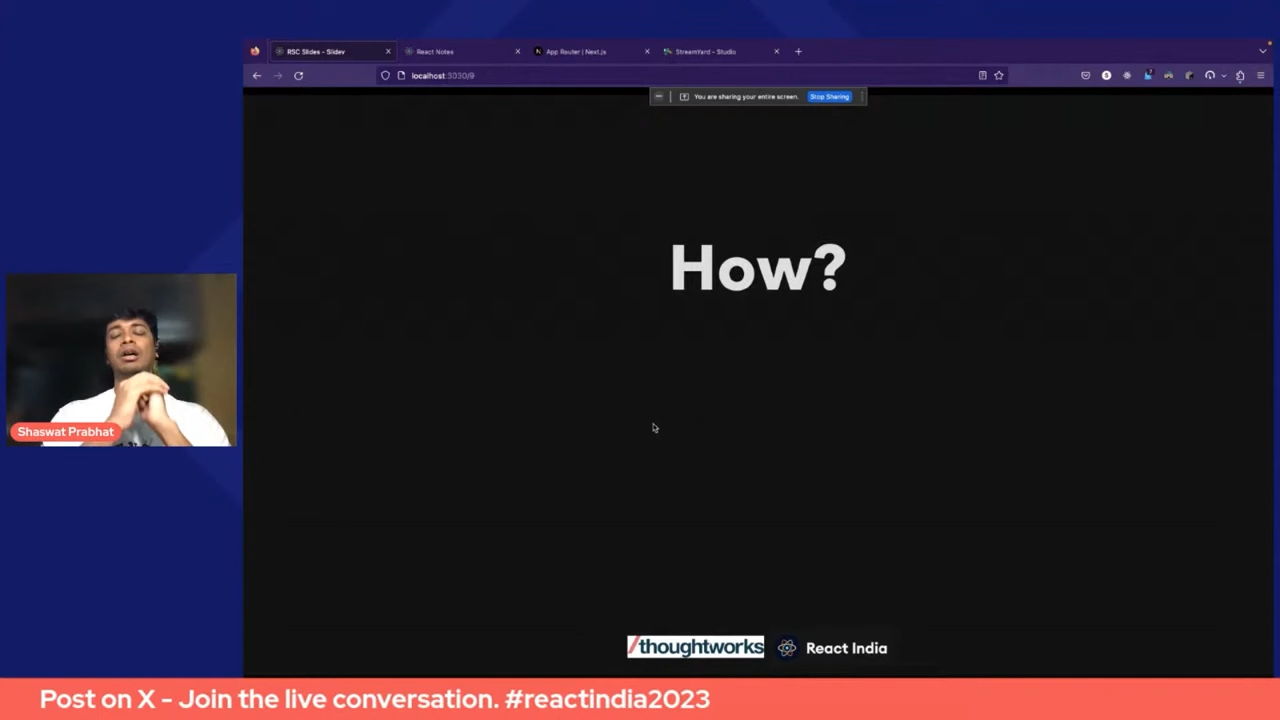 RSC Slides - Slidev
React Notes
App Router | Next.js
StreamYard - Studio
localhost:3030/9
You are sharing your entire screen.
Stop Sharing
How?
Shaswat Prabhat
/thoughtworks
React India
Post on X - Join the live conversation. #reactindia2023